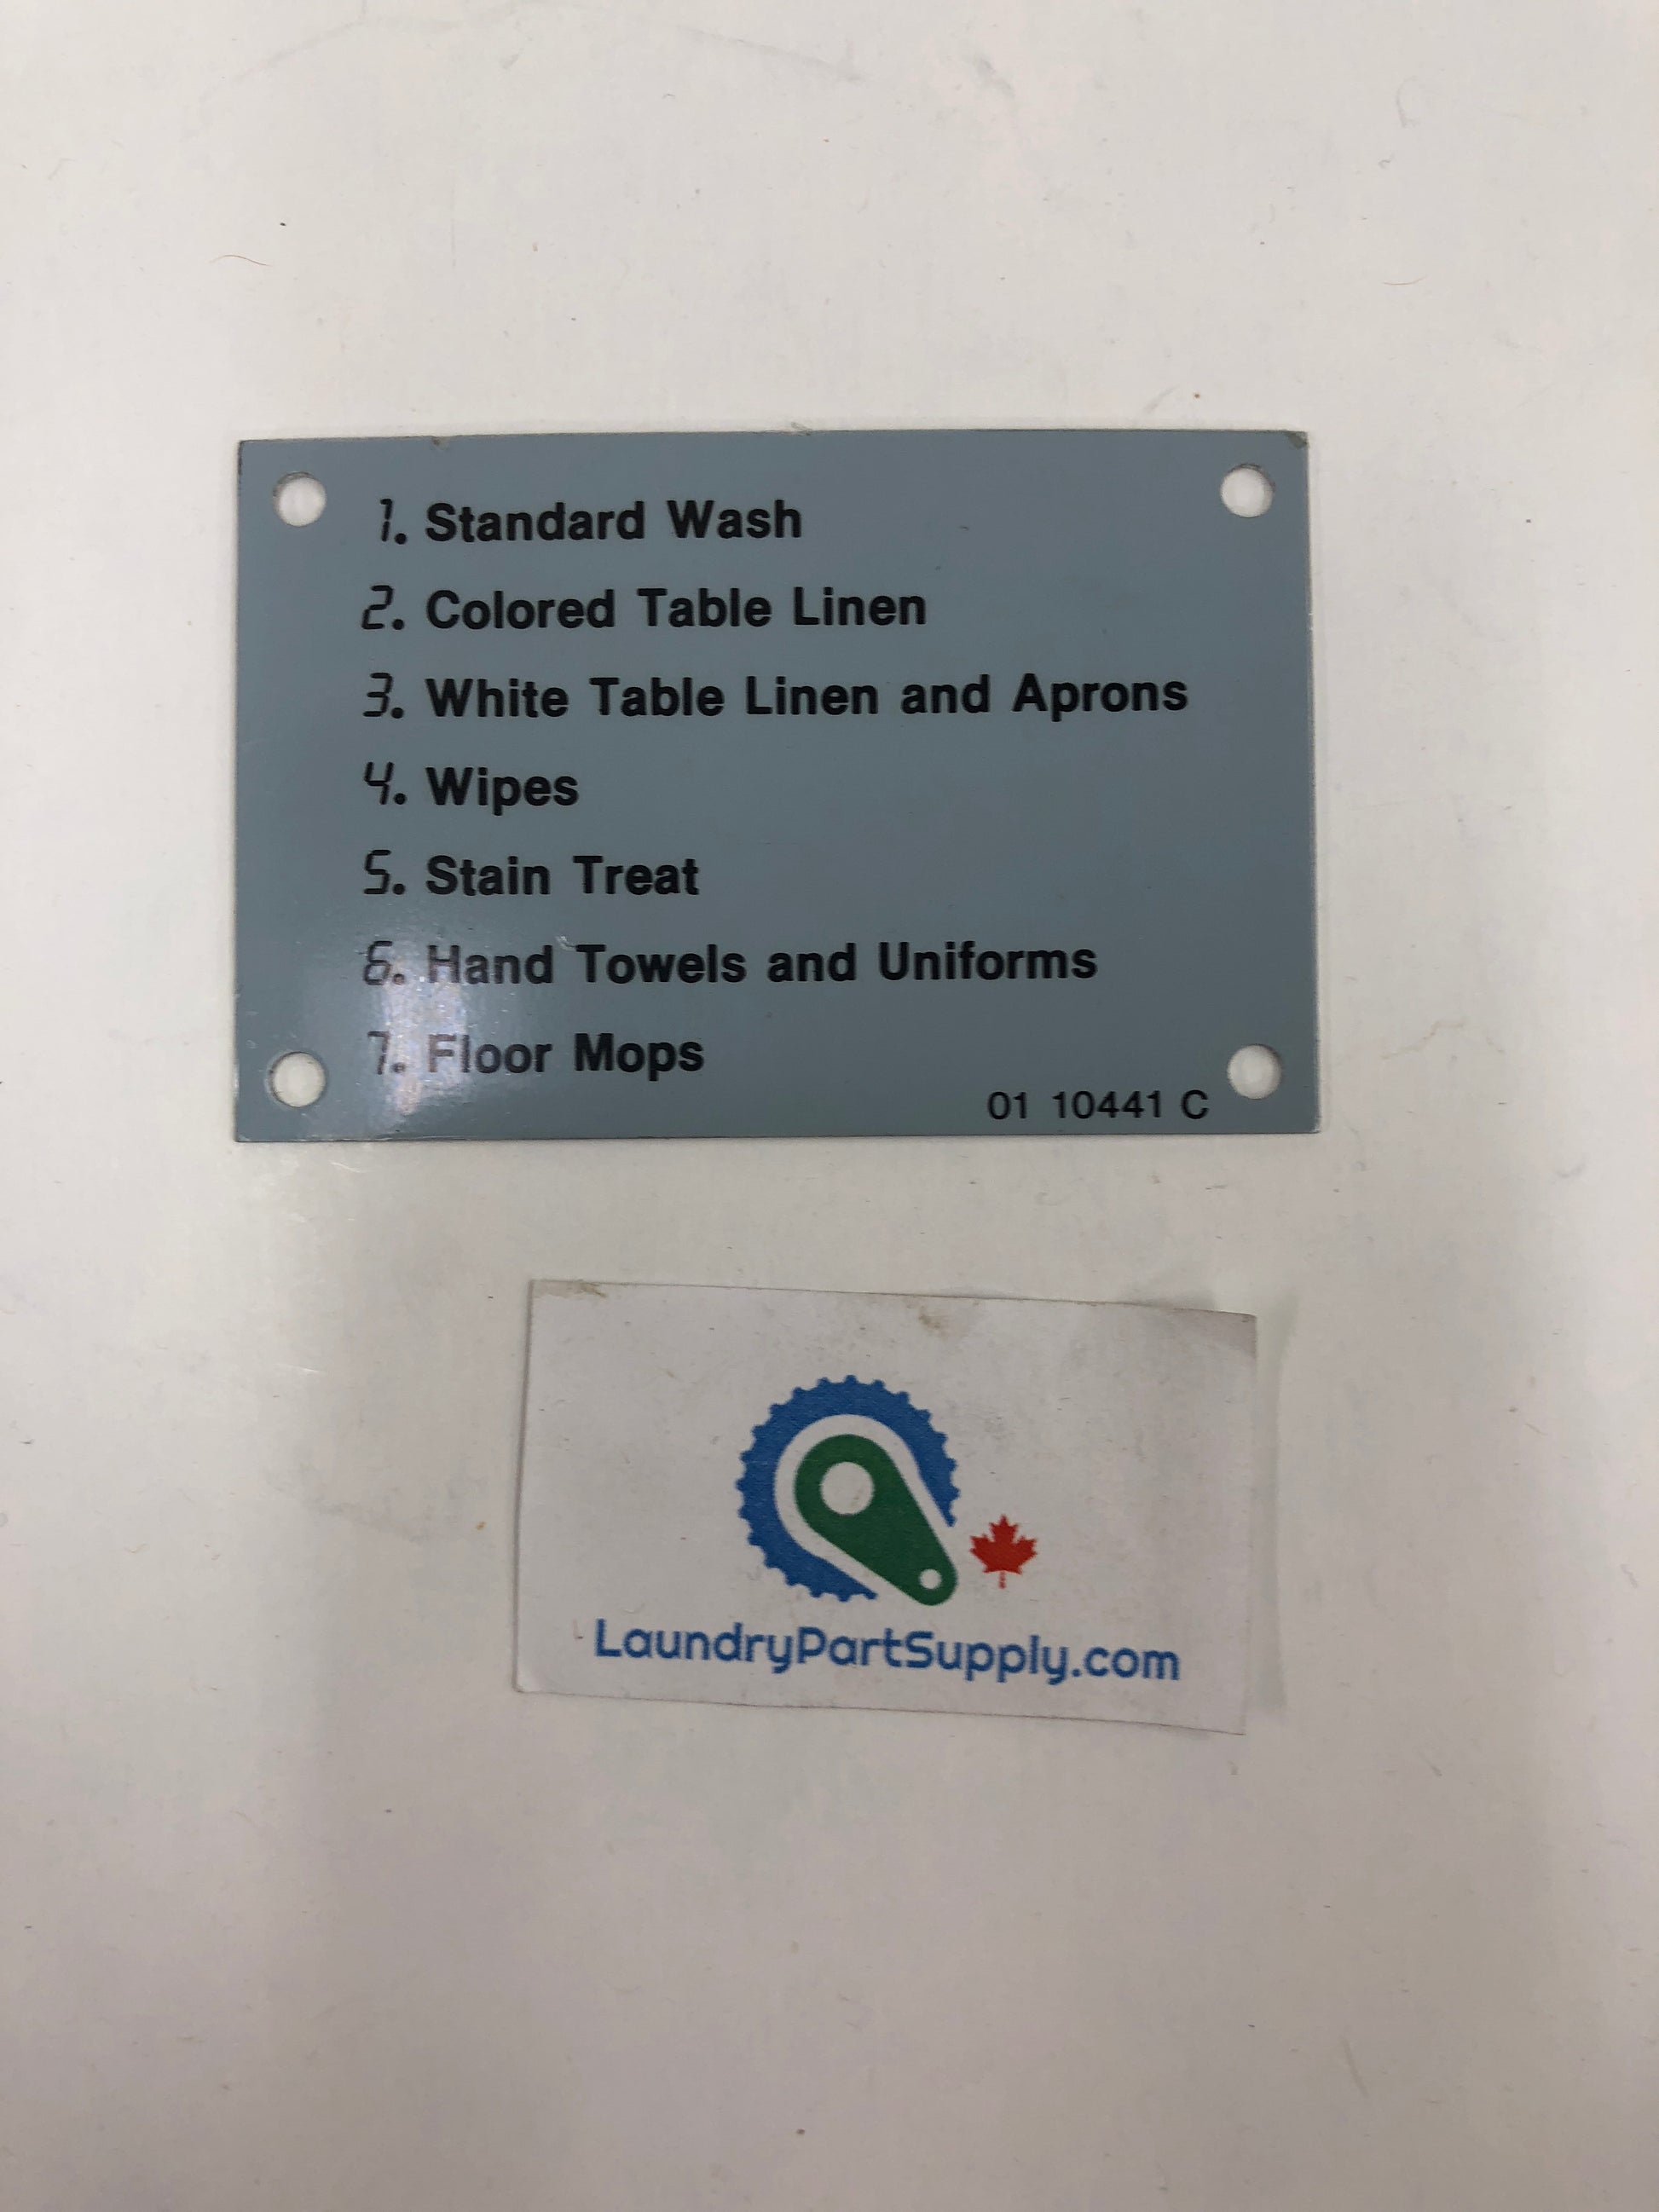 1. Standard Wash
2. Colored Table Linen
3. White Table Linen and Aprons
4. Wipes
5. Stain Treat
6. Hand Towels and Uniforms
7. Floor Mops
01 10441 C
LaundryPartSupply.com